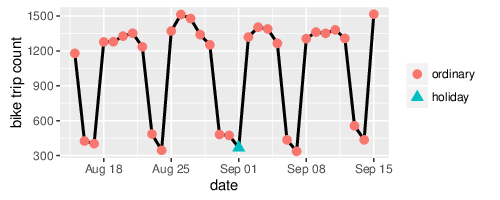 1500
1200
900
600
300
bike trip count
Aug 18
Aug 25
Sep 01
Sep 08
Sep 15
date
ordinary
holiday